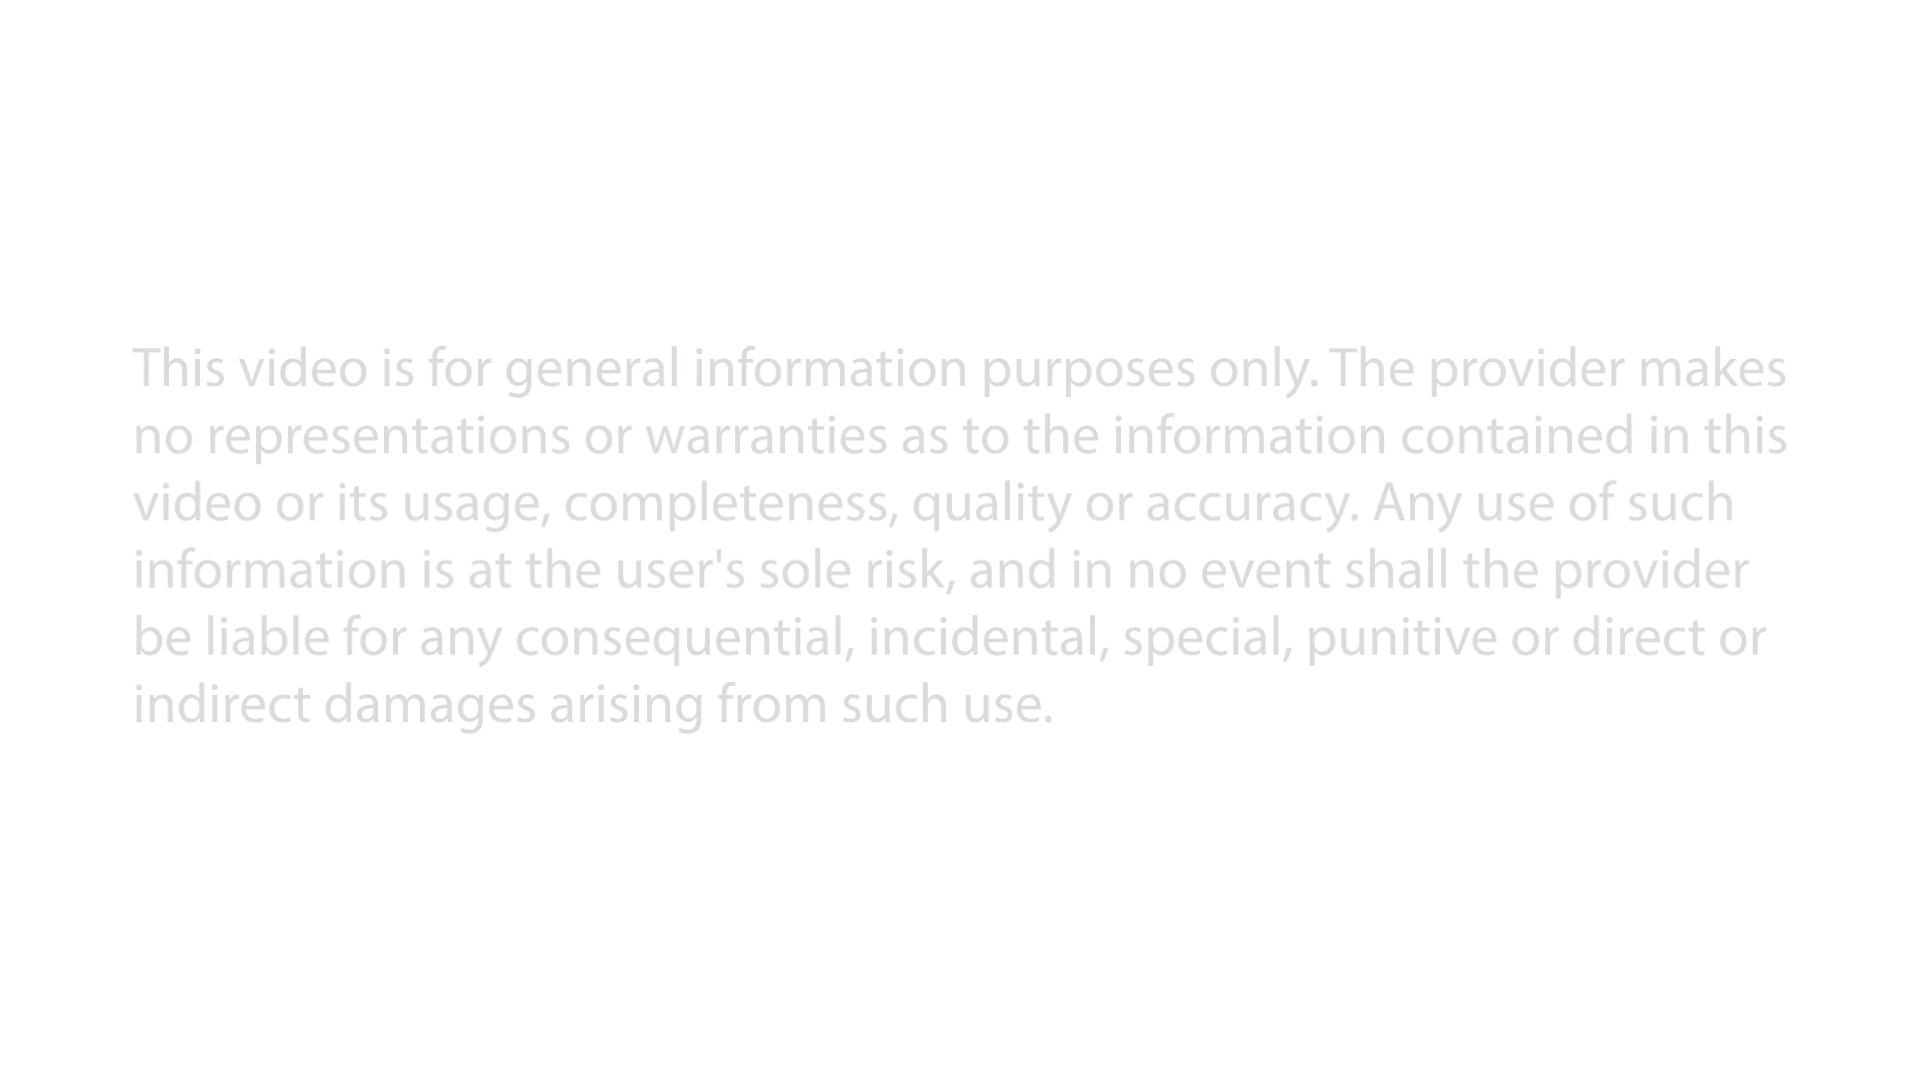 This video is for general information purposes only. The provider makes
no representations or warranties as to the information contained in this
video or its usage, completeness, quality or accuracy. Any use of such
information is at the user's sole risk, and in no event shall the provider
be liable for any consequential, incidental, special, punitive or direct or
indirect damages arising from such use.